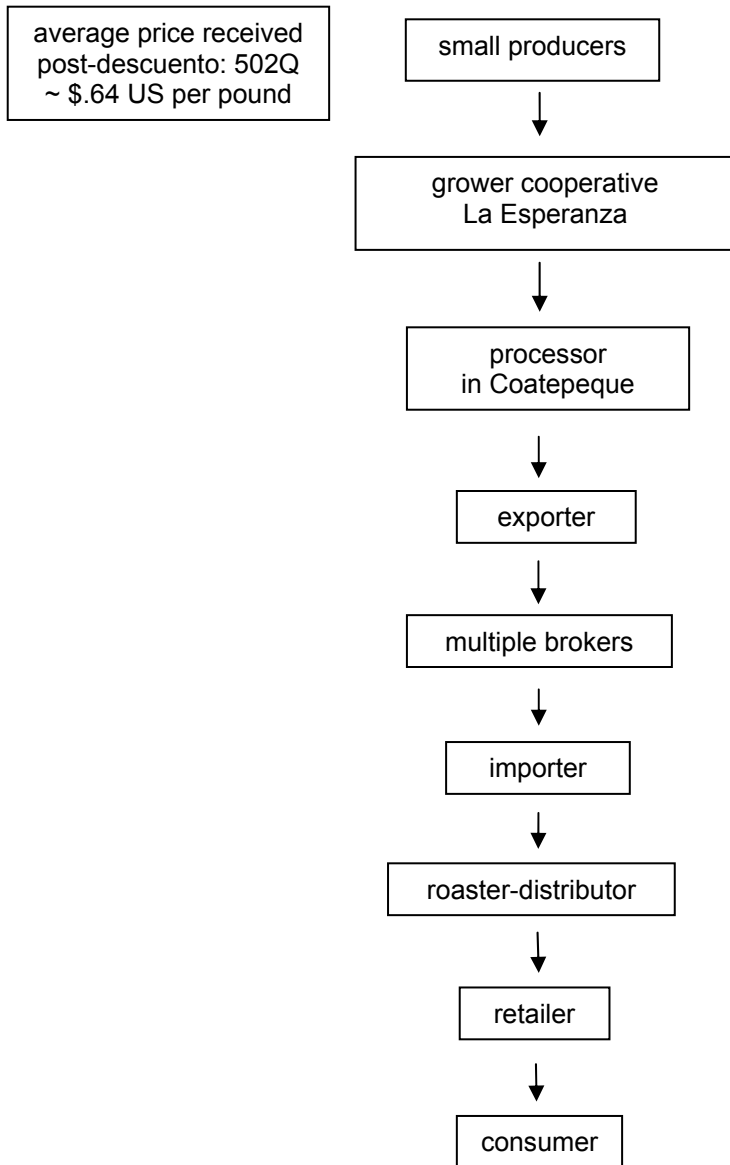 average price received
post-descuento: 502Q
~ $.64 US per pound
small producers
grower cooperative
La Esperanza
processor
in Coatepeque
exporter
multiple brokers
importer
roaster-distributor
retailer
consumer